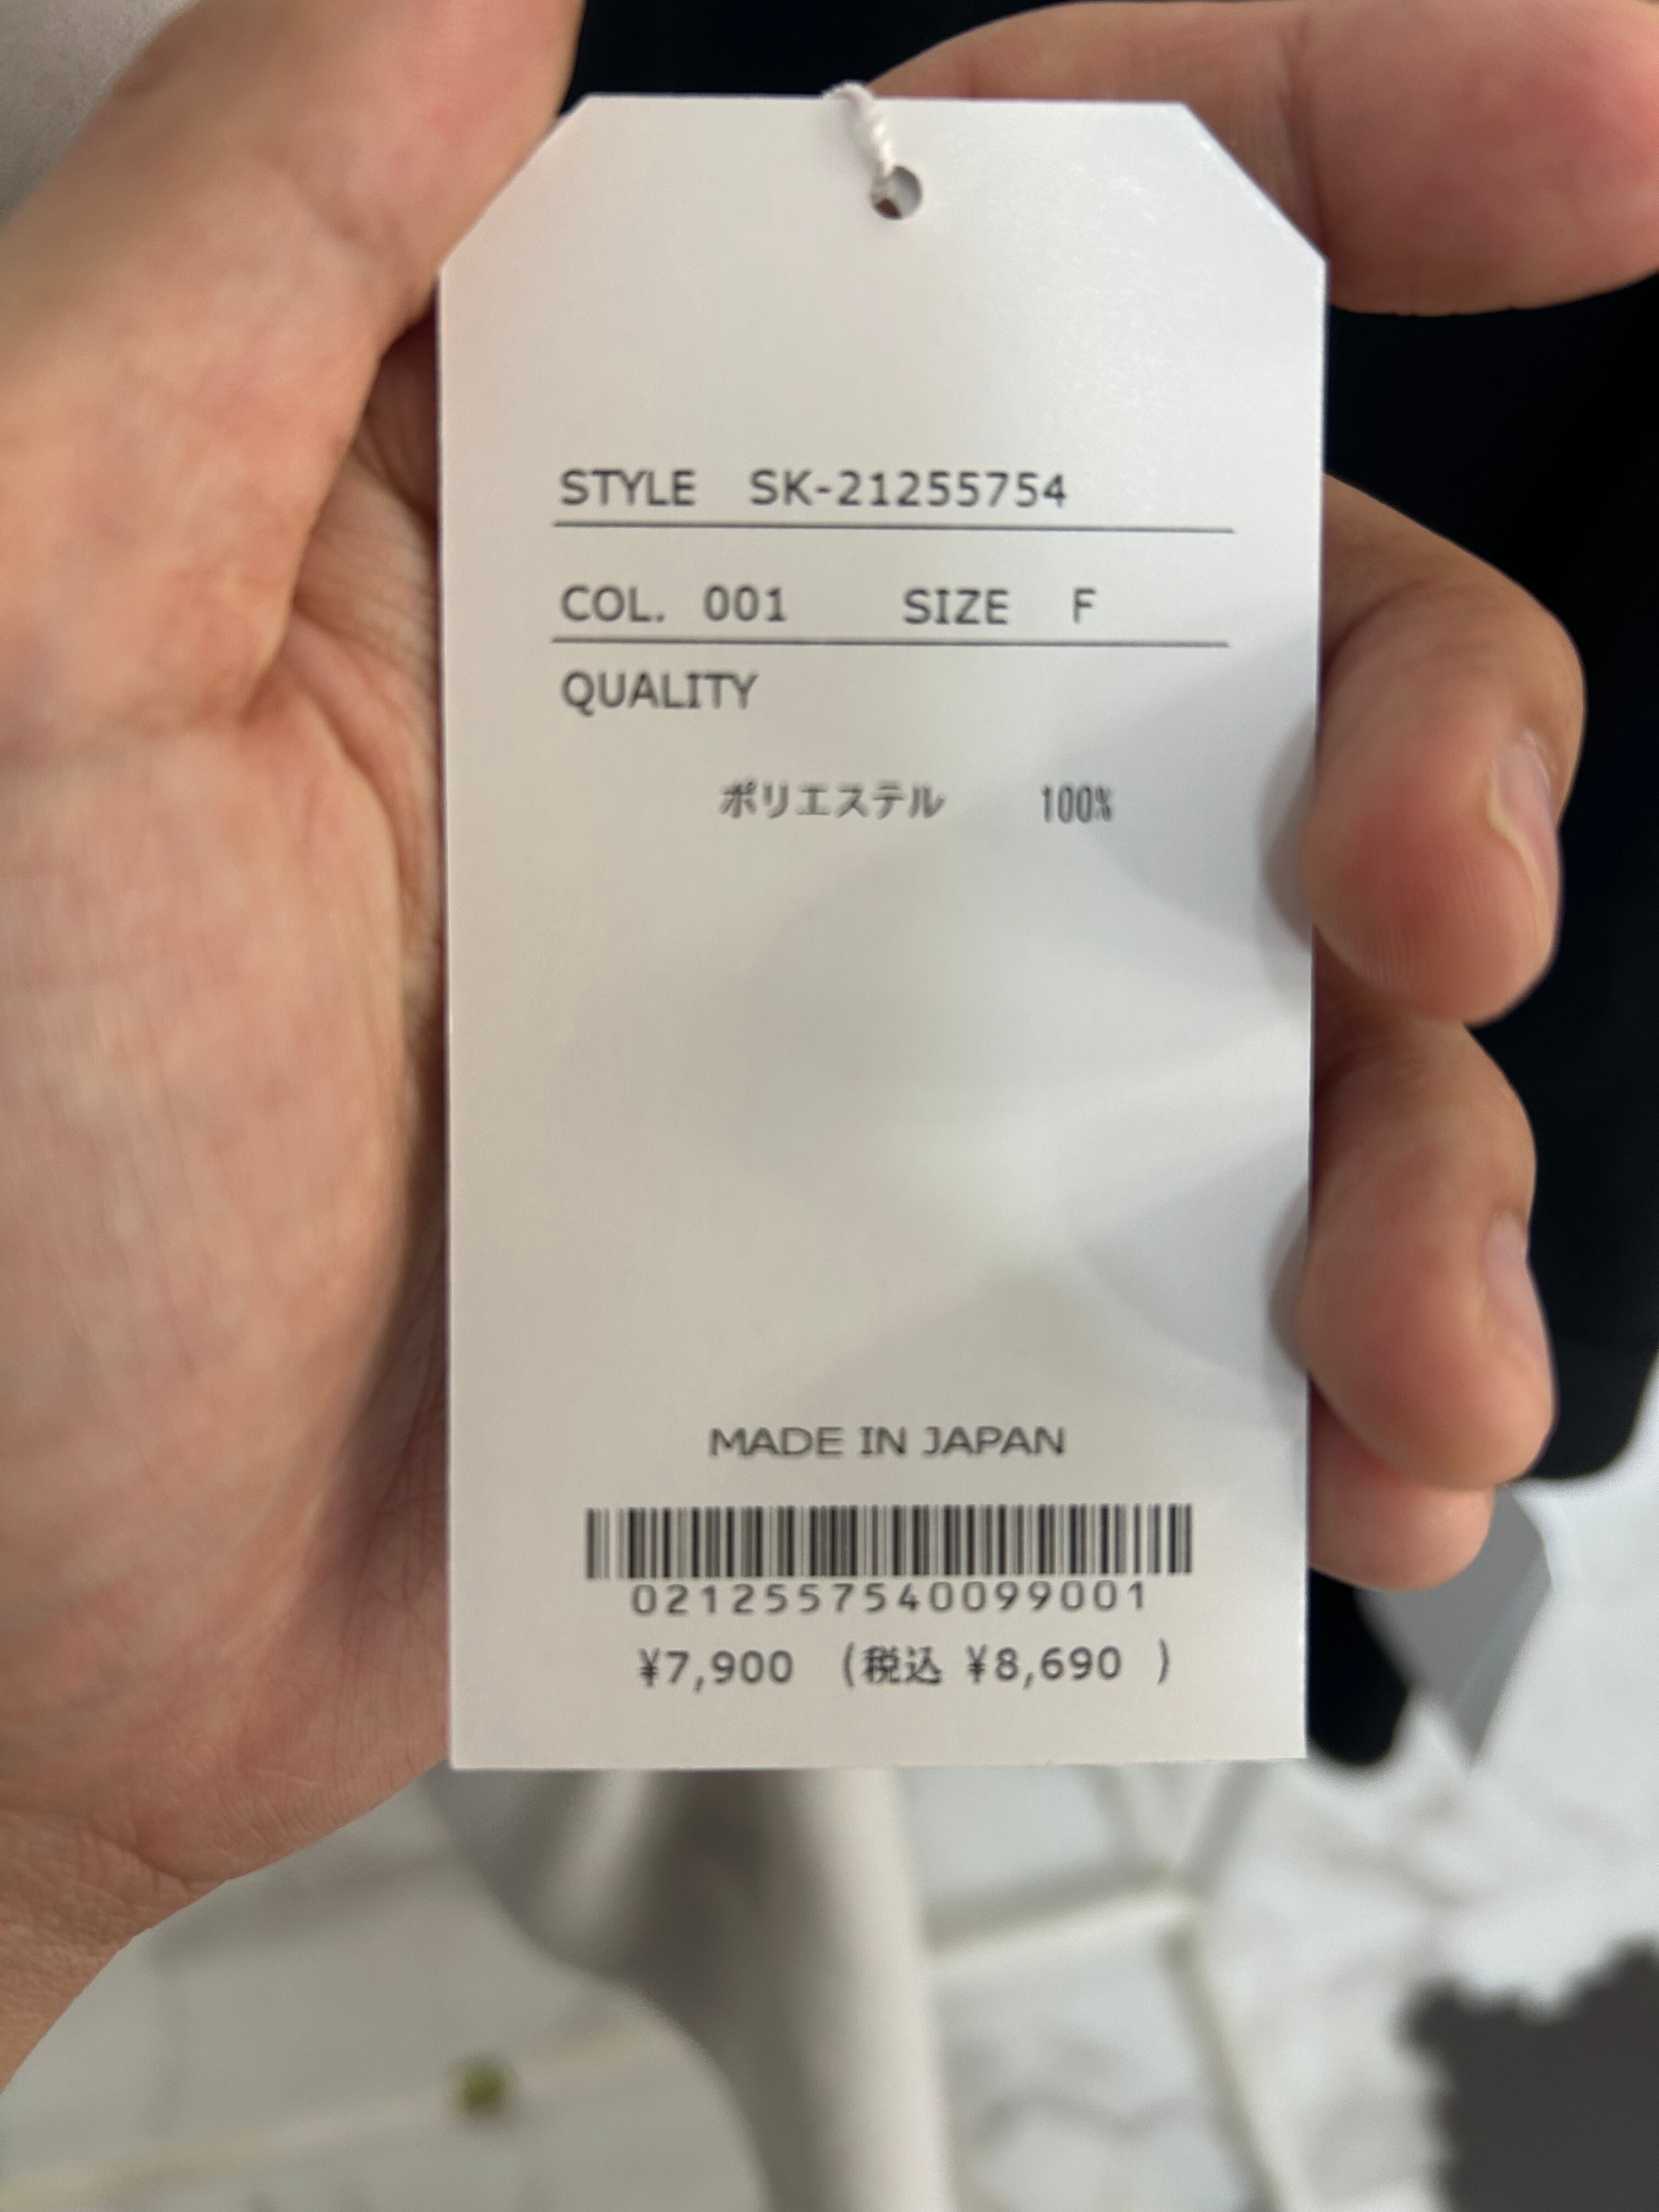 STYLE SK-21255754
COL. 001 SIZE F
QUALITY
ポリエステル 100%
MADE IN JAPAN
0212557540099001
¥7,900 (税込 ¥8,690 )